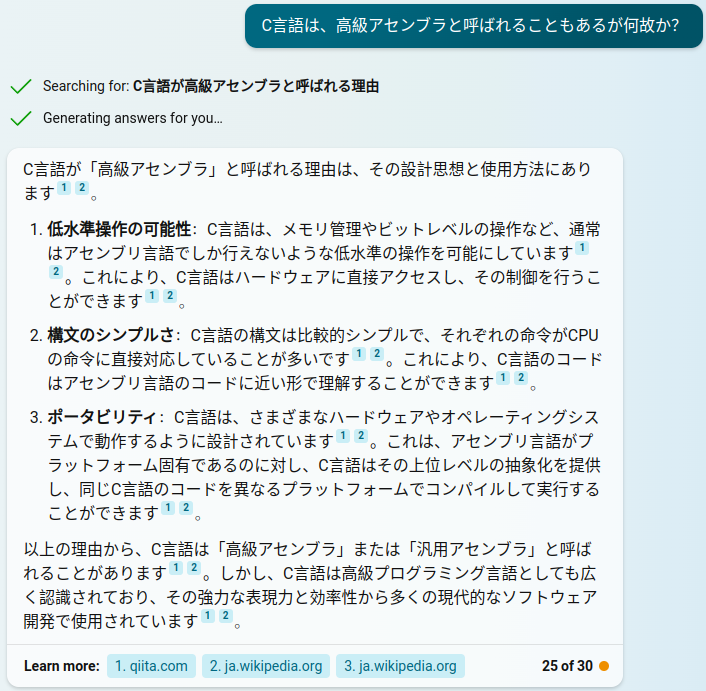 C言語は、高級アセンブラと呼ばれることもあるが何故か？
Searching for: C言語が高級アセンブラと呼ばれる理由
Generating answers for you…
C言語が「高級アセンブラ」と呼ばれる理由は、その設計思想と使用方法にあり
ます 1 2 。
1. 低水準操作の可能性： C言語は、メモリ管理やビットレベルの操作など、通常
はアセンブリ言語でしか行えないような低水準の操作を可能にしています 1
2 。これにより、C言語はハードウェアに直接アクセスし、その制御を行うこ
とができます 1 2 。
2. 構文のシンプルさ： C言語の構文は比較的シンプルで、それぞれの命令がCPU
の命令に直接対応していることが多いです 1 2 。これにより、C言語のコード
はアセンブリ言語のコードに近い形で理解することができます 1 2 。
3. ポータビリティ： C言語は、さまざまなハードウェアやオペレーティングシス
テムで動作するように設計されています 1 2 。これは、アセンブリ言語がプ
ラットフォーム固有であるのに対し、C言語はその上位レベルの抽象化を提供
し、同じC言語のコードを異なるプラットフォームでコンパイルして実行する
ことができます 1 2 。
以上の理由から、C言語は「高級アセンブラ」または「汎用アセンブラ」と呼ば
れることがあります 1 2 。しかし、C言語は高級プログラミング言語としても広
く認識されており、その強力な表現力と効率性から多くの現代的なソフトウェア
開発で使用されています 1 2 。
Learn more: 1. qiita.com 2. ja.wikipedia.org 3. ja.wikipedia.org 25 of 30